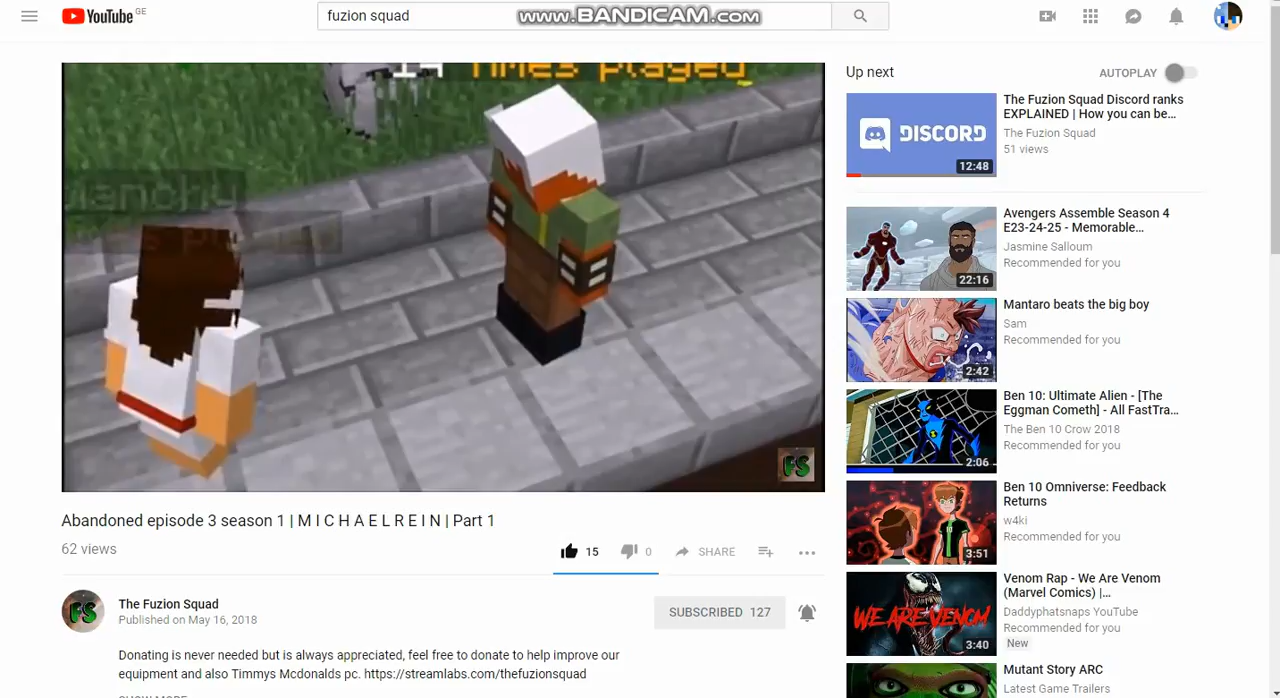 YouTube GE
fuzion squad
WWW.BANDICAM.COM
Times played
FS
Abandoned episode 3 season 1 | M I C H A E L R E I N | Part 1
62 views
15
0
SHARE
FS
The Fuzion Squad
Published on May 16, 2018
SUBSCRIBED 127
Donating is never needed but is always appreciated, feel free to donate to help improve our
equipment and also Timmys Mcdonalds pc. https://streamlabs.com/thefuzionsquad
Up next
AUTOPLAY
DISCORD
12:48
The Fuzion Squad Discord ranks
EXPLAINED | How you can be...
The Fuzion Squad
51 views
22:16
Avengers Assemble Season 4
E23-24-25 - Memorable...
Jasmine Salloum
Recommended for you
2:42
Mantaro beats the big boy
Sam
Recommended for you
2:06
Ben 10: Ultimate Alien - [The
Eggman Cometh] - All FastTra...
The Ben 10 Crow 2018
Recommended for you
3:51
Ben 10 Omniverse: Feedback
Returns
w4ki
Recommended for you
WE ARE VENOM
3:40
Venom Rap - We Are Venom
(Marvel Comics) |...
Daddyphatsnaps YouTube
Recommended for you
New
Mutant Story ARC
Latest Game Trailers